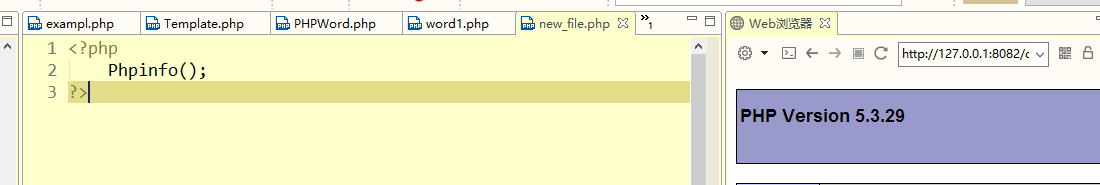 exampl.php Template.php PHPWord.php word1.php new_file.php »1 Web浏览器
1 <?php
2 Phpinfo();
3 ?>
http://127.0.0.1:8082/c
PHP Version 5.3.29